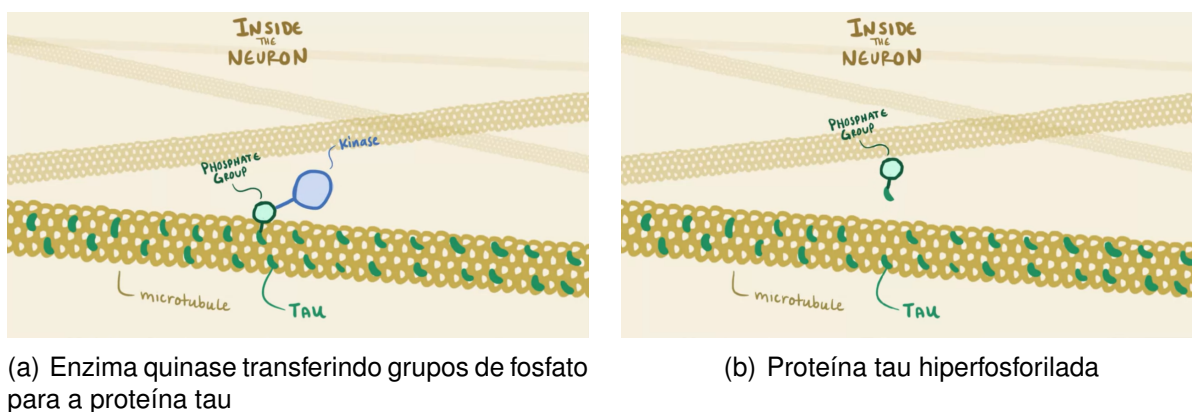 INSIDE
THE
NEURON
Kinase
PHOSPHATE
GROUP
microtubule
TAU
(a) Enzima quinase transferindo grupos de fosfato
para a proteína tau
INSIDE
THE
NEURON
PHOSPHATE
GROUP
microtubule
TAU
(b) Proteína tau hiperfosforilada